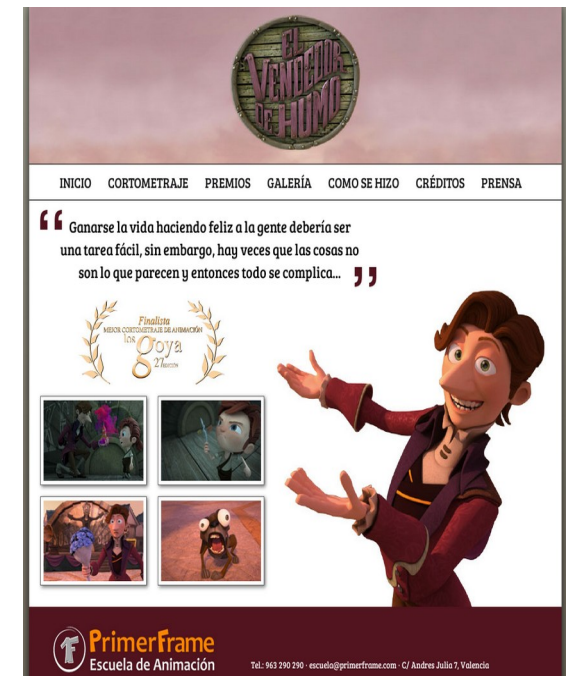 EL
VENDEDOR
DE HUMO
INICIO CORTOMETRAJE PREMIOS GALERÍA COMO SE HIZO CRÉDITOS PRENSA
“ Ganarse la vida haciendo feliz a la gente debería ser
una tarea fácil, sin embargo, hay veces que las cosas no
son lo que parecen y entonces todo se complica... ”
Finalista
MEJOR CORTOMETRAJE DE ANIMACIÓN
los goya
27 EDICIÓN
PrimerFrame
Escuela de Animación
Tel.: 963 290 290 · escuela@primerframe.com · C/ Andres Julia 7, Valencia